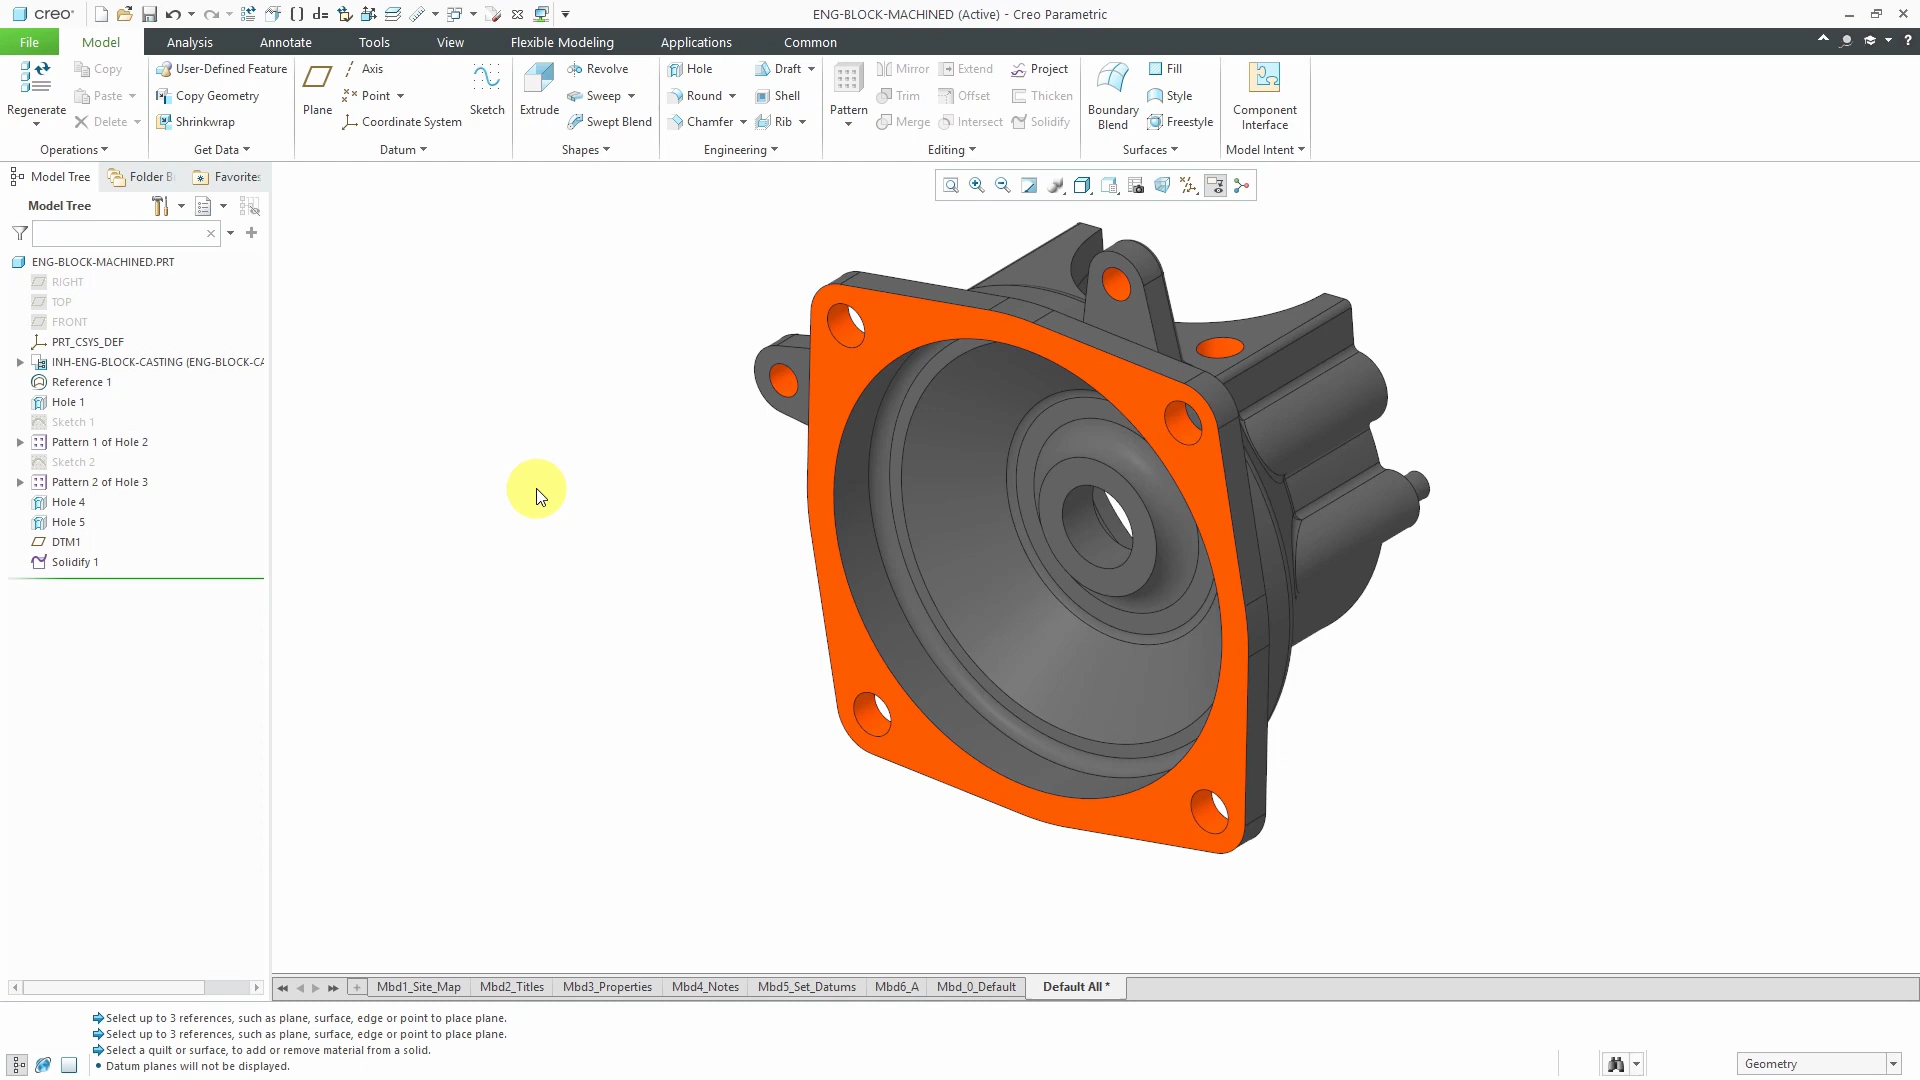 creo
ENG-BLOCK-MACHINED (Active) - Creo Parametric
File Model Analysis Annotate Tools View Flexible Modeling Applications Common
Regenerate
Copy
Paste
Delete
Operations
User-Defined Feature
Copy Geometry
Shrinkwrap
Get Data
Plane
Axis
Point
Coordinate System
Sketch
Datum
Extrude
Revolve
Sweep
Swept Blend
Shapes
Hole
Round
Chamfer
Draft
Shell
Rib
Engineering
Pattern
Mirror
Trim
Merge
Extend
Offset
Intersect
Project
Thicken
Solidify
Editing
Boundary
Blend
Fill
Style
Freestyle
Surfaces
Component
Interface
Model Intent
Model Tree Folder B Favorites
Model Tree
ENG-BLOCK-MACHINED.PRT
RIGHT
TOP
FRONT
PRT_CSYS_DEF
INH-ENG-BLOCK-CASTING (ENG-BLOCK-CA
Reference 1
Hole 1
Sketch 1
Pattern 1 of Hole 2
Sketch 2
Pattern 2 of Hole 3
Hole 4
Hole 5
DTM1
Solidify 1
Mbd1_Site_Map Mbd2_Titles Mbd3_Properties Mbd4_Notes Mbd5_Set_Datums Mbd6_A Mbd_0_Default Default All *
Select up to 3 references, such as plane, surface, edge or point to place plane.
Select up to 3 references, such as plane, surface, edge or point to place plane.
Select a quilt or surface, to add or remove material from a solid.
• Datum planes will not be displayed.
Geometry